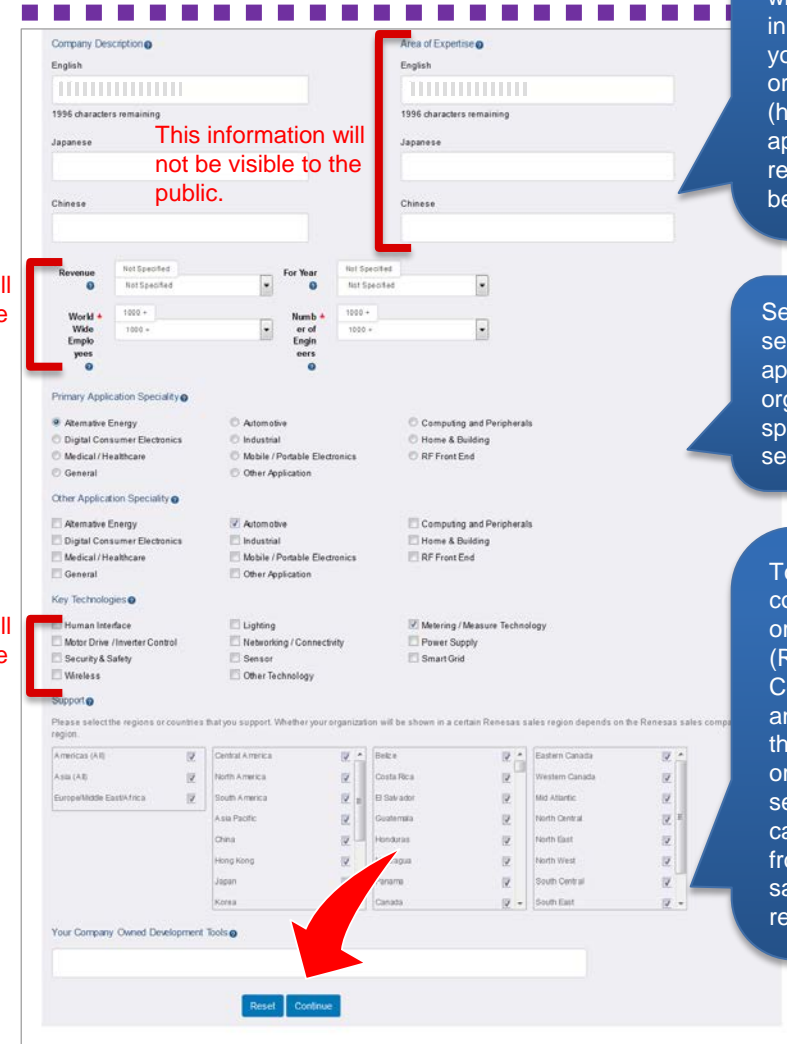 Company Description
English
1996 characters remaining
Japanese
Chinese
Area of Expertise
English
1996 characters remaining
Japanese
Chinese
This information will
not be visible to the
public.
Revenue
Not Specified
Not Specified
For Year
Not Specified
Not Specified
World
Wide
Emplo
yees
1000 +
1000 +
Numb
er of
Engin
eers
1000 +
1000 +
Primary Application Speciality
Alternative Energy Automotive Computing and Peripherals
Digital Consumer Electronics Industrial Home & Building
Medical / Healthcare Mobile / Portable Electronics RF Front End
General Other Application
Other Application Speciality
Alternative Energy Automotive Computing and Peripherals
Digital Consumer Electronics Industrial Home & Building
Medical / Healthcare Mobile / Portable Electronics RF Front End
General Other Application
Key Technologies
Human Interface Lighting Metering / Measure Technology
Motor Drive / Inverter Control Networking / Connectivity Power Supply
Security & Safety Sensor Smart Grid
Wireless Other Technology
Support
Please select the regions or countries that you support. Whether your organization will be shown in a certain Renesas sales region depends on the Renesas sales
region.
Americas (All) Central America Belize Eastern Canada
Asia (All) North America Costa Rica Western Canada
Europe/Middle East/Africa South America El Salvador Mid Atlantic
Asia Pacific Guatemala North Central
China Honduras North East
Hong Kong North West
Japan Panama South Central
Korea Canada South East
Your Company Owned Development Tools
Reset Continue